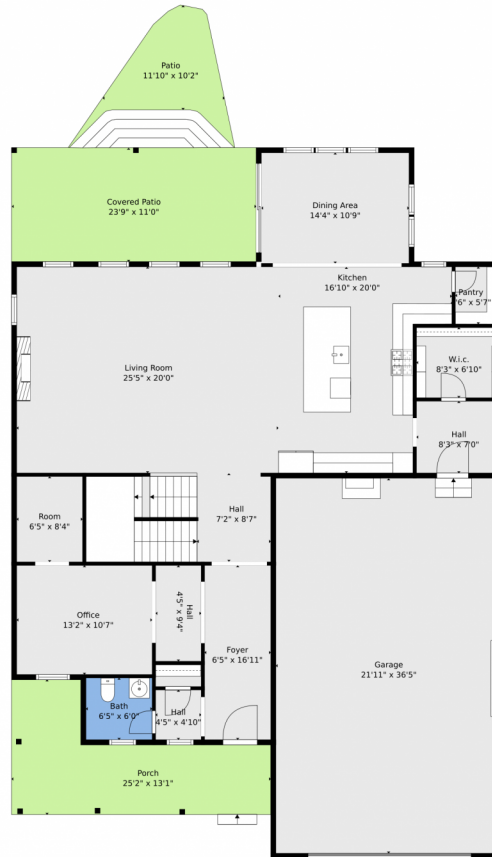 Patio
11'10" x 10'2"
Covered Patio
23'9" x 11'0"
Dining Area
14'4" x 10'9"
Kitchen
16'10" x 20'0"
Pantry
'6" x 5'7"
W.i.c.
8'3" x 6'10"
Living Room
25'5" x 20'0"
Hall
8'3" x 7'0"
Room
6'5" x 8'4"
Hall
7'2" x 8'7"
Office
13'2" x 10'7"
Hall
4'5" x 9'4"
Foyer
6'5" x 16'11"
Garage
21'11" x 36'5"
Bath
6'5" x 6'0"
Hall
4'5" x 4'10"
Porch
25'2" x 13'1"